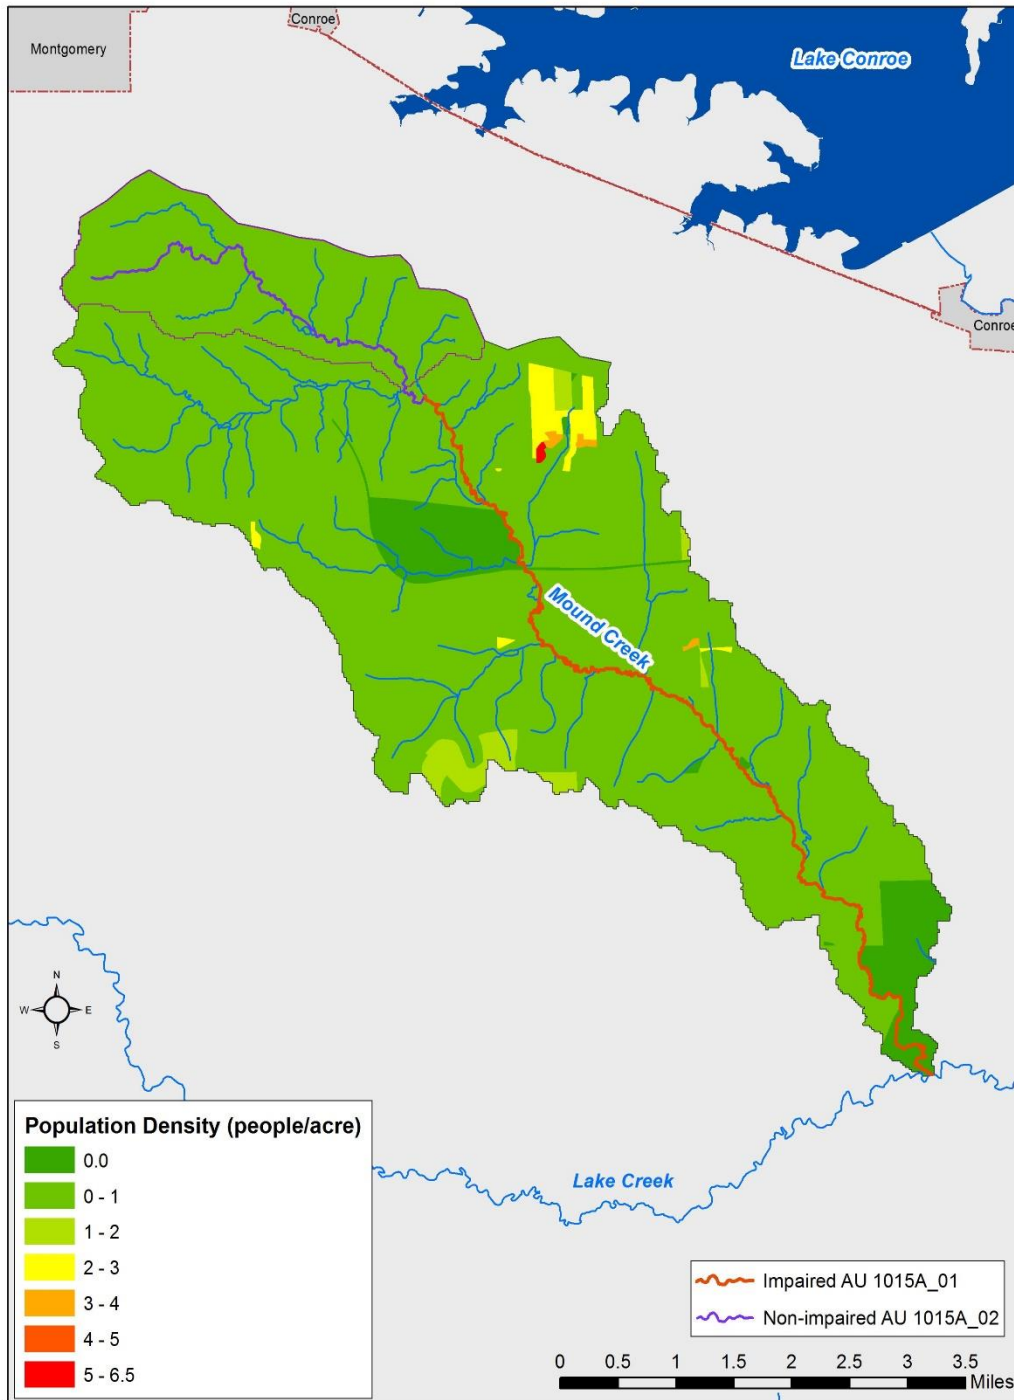 Conroe
Montgomery
Lake Conroe
Conroe
Mound Creek
N
W
E
S
Lake Creek
Population Density (people/acre)
0.0
0 - 1
1 - 2
2 - 3
3 - 4
4 - 5
5 - 6.5
Impaired AU 1015A_01
Non-impaired AU 1015A_02
0 0.5 1 1.5 2 2.5 3 3.5
Miles